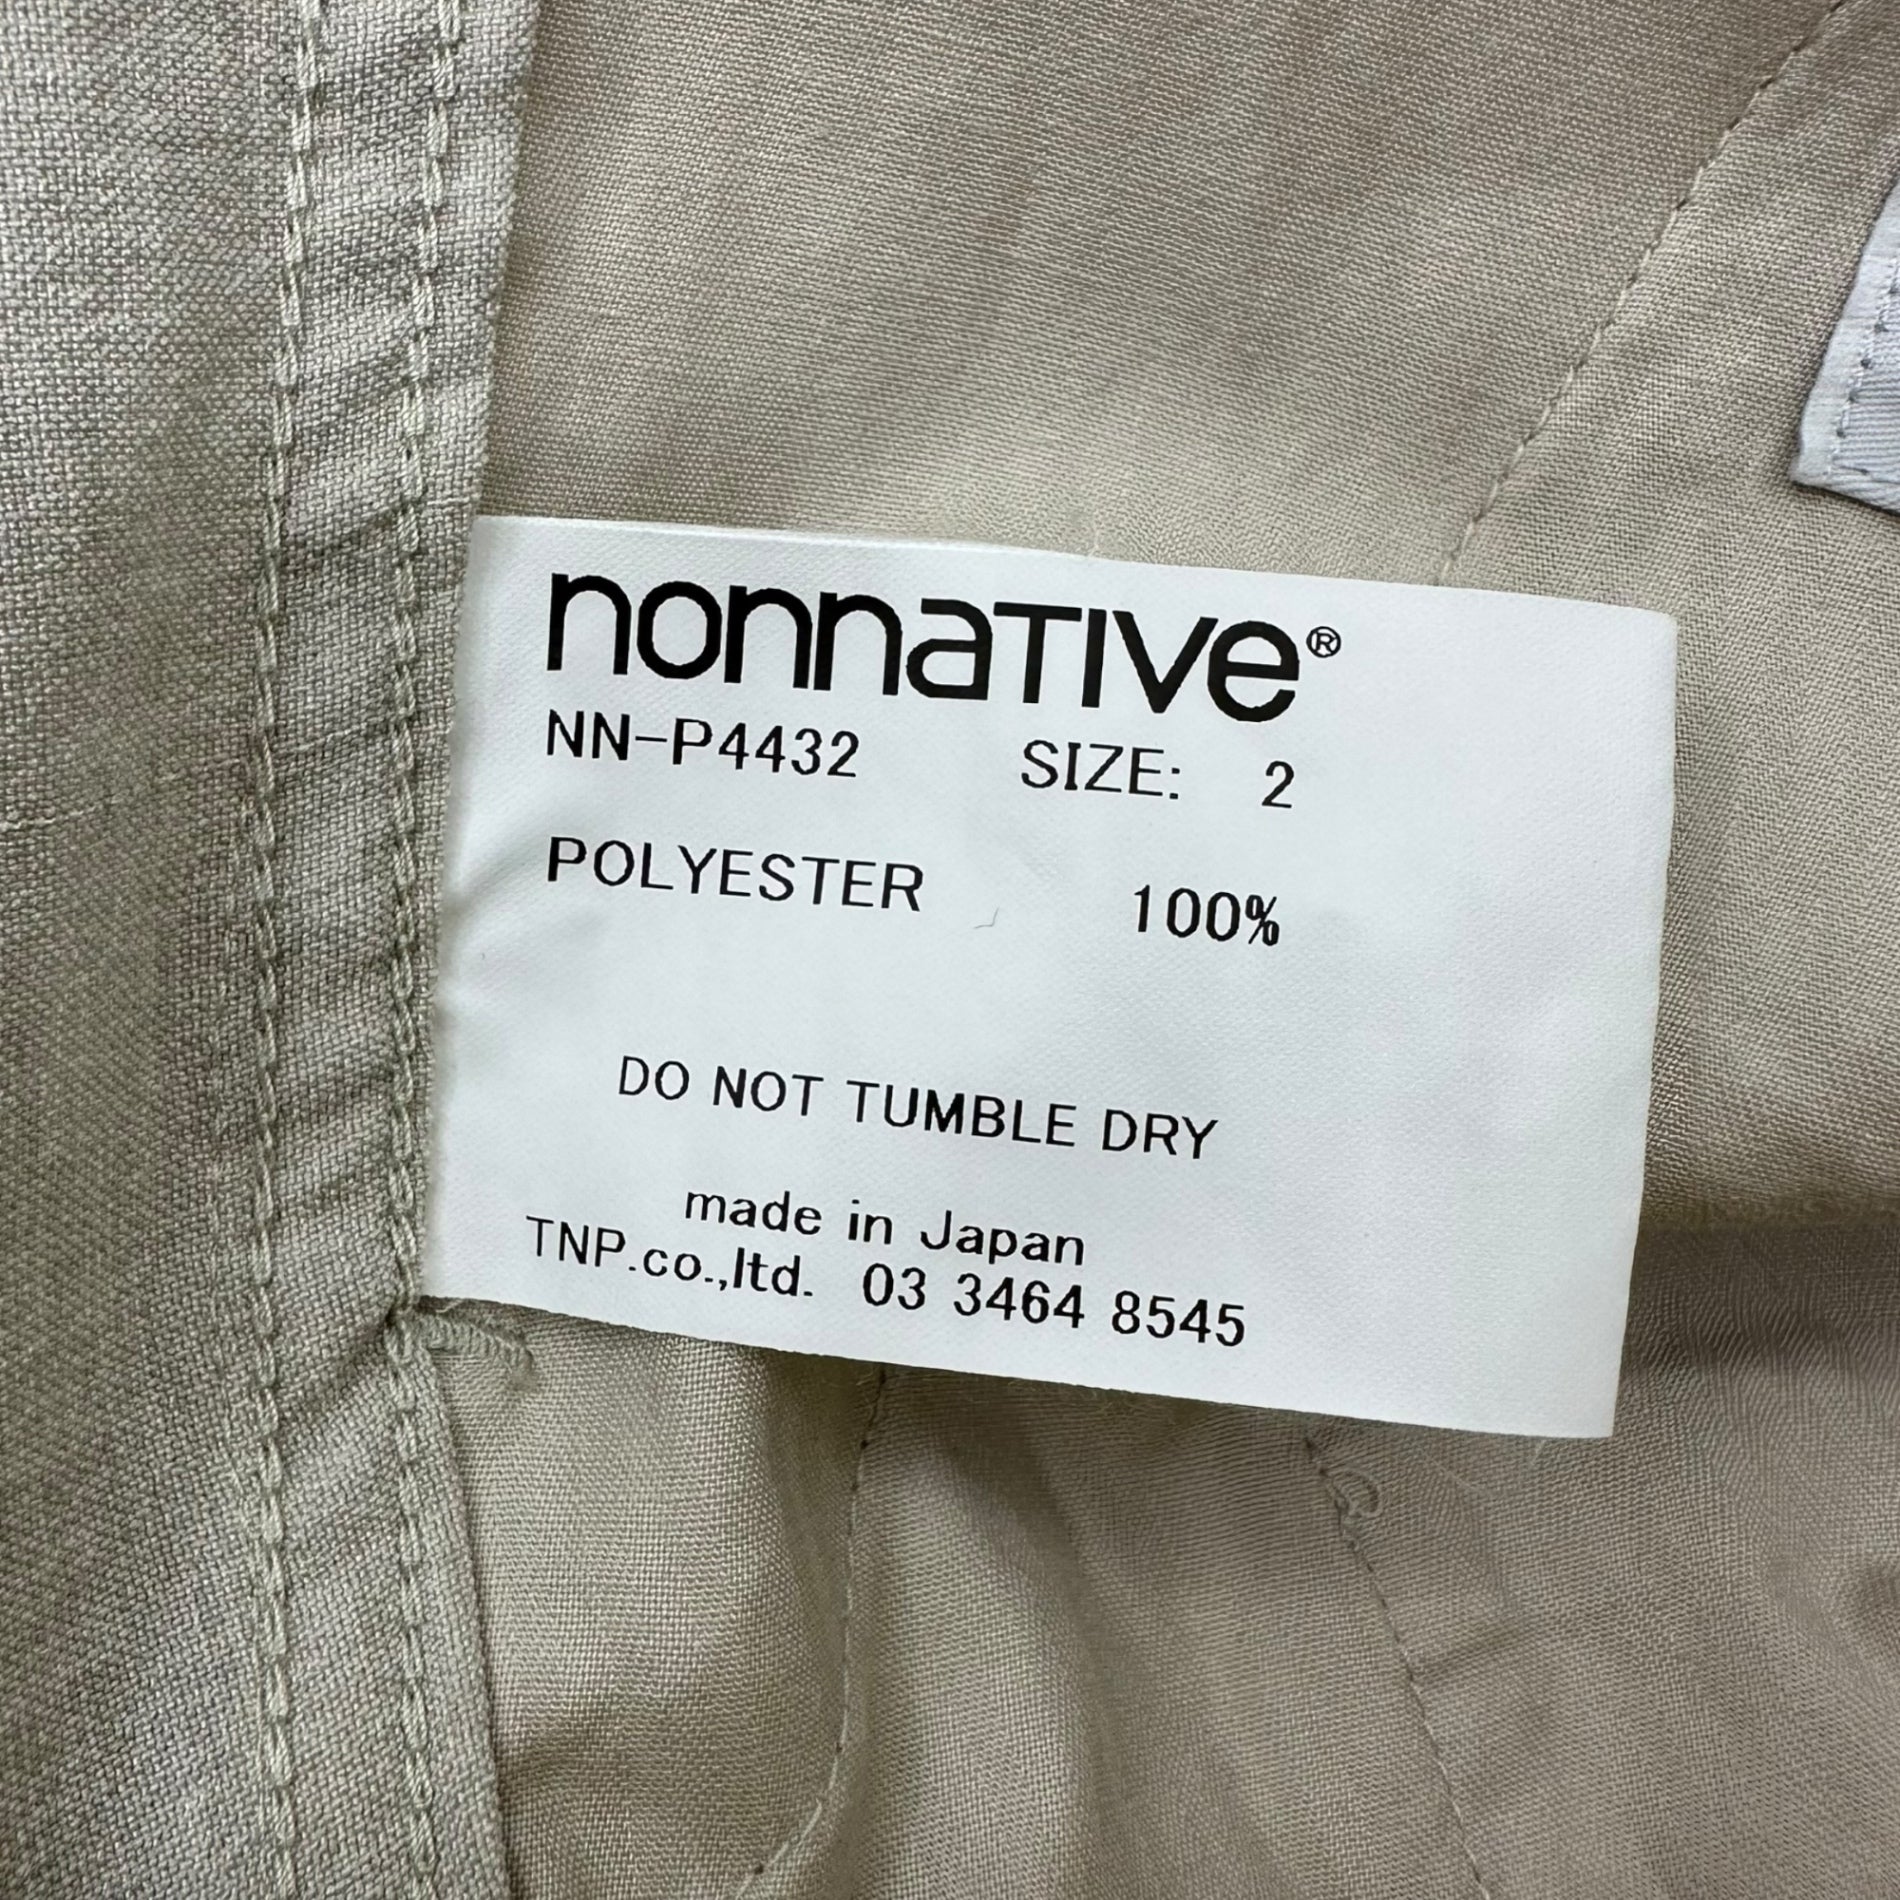 nonnative®
NN-P4432 SIZE: 2
POLYESTER 100%
DO NOT TUMBLE DRY
made in Japan
TNP.co.,ltd. 03 3464 8545